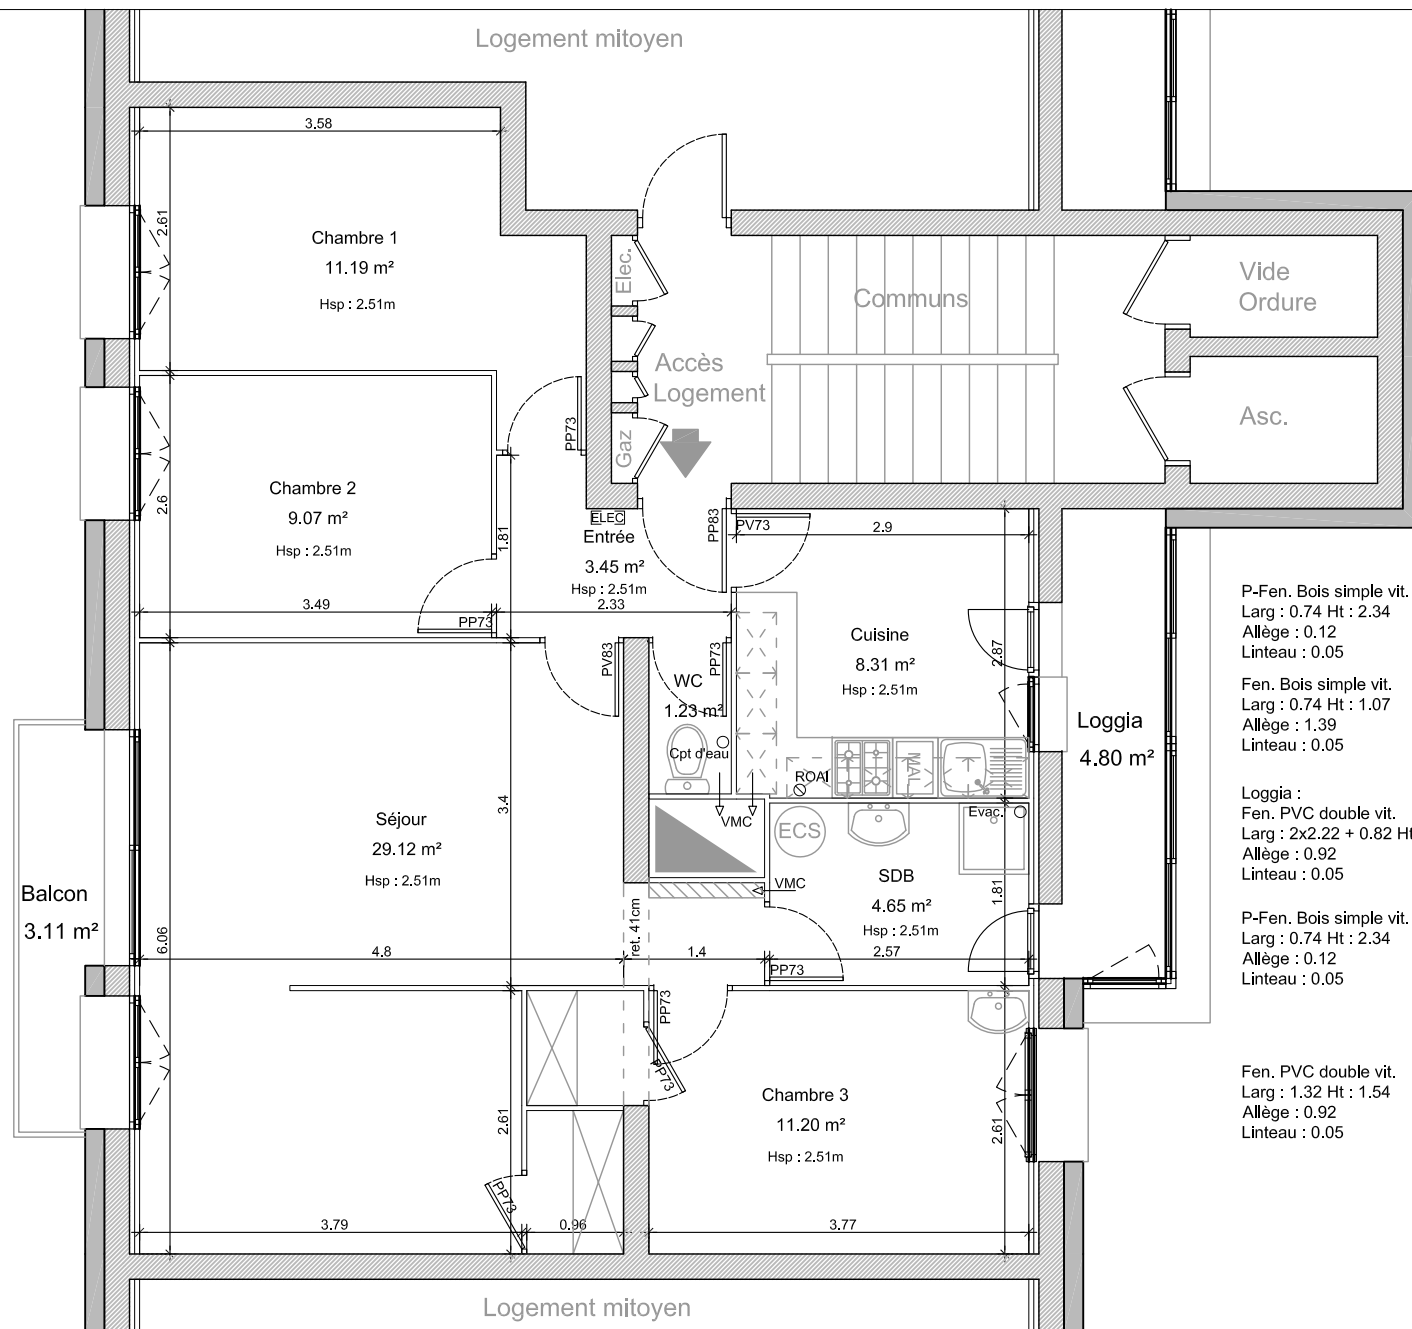 Logement mitoyen
3.58
2.61
Chambre 1
11.19 m²
Hsp : 2.51m
Elec.
Communs
Vide
Ordure
Accès
Logement
Asc.
Gaz
PP73
Chambre 2
9.07 m²
Hsp : 2.51m
2.6
1.81
ELEC
Entrée
3.45 m²
Hsp : 2.51m
PP83
PV73
2.9
3.49
2.33
PP73
PV83
PP73
WC
1.23 m²
Cpt d'eau
Cuisine
8.31 m²
Hsp : 2.51m
2.87
Loggia
4.80 m²
P-Fen. Bois simple vit.
Larg : 0.74 Ht : 2.34
Allège : 0.12
Linteau : 0.05
Fen. Bois simple vit.
Larg : 0.74 Ht : 1.07
Allège : 1.39
Linteau : 0.05
Loggia :
Fen. PVC double vit.
Larg : 2x2.22 + 0.82 Ht
Allège : 0.92
Linteau : 0.05
P-Fen. Bois simple vit.
Larg : 0.74 Ht : 2.34
Allège : 0.12
Linteau : 0.05
Fen. PVC double vit.
Larg : 1.32 Ht : 1.54
Allège : 0.92
Linteau : 0.05
ROAI
MAL
Séjour
29.12 m²
Hsp : 2.51m
3.4
VMC
ECS
Evac.
SDB
4.65 m²
Hsp : 2.51m
1.81
VMC
Balcon
3.11 m²
6.06
4.8
ret. 41cm
1.4
2.57
PP73
PP73
PP73
Chambre 3
11.20 m²
Hsp : 2.51m
2.61
2.61
PP73
3.79
0.96
3.77
Logement mitoyen